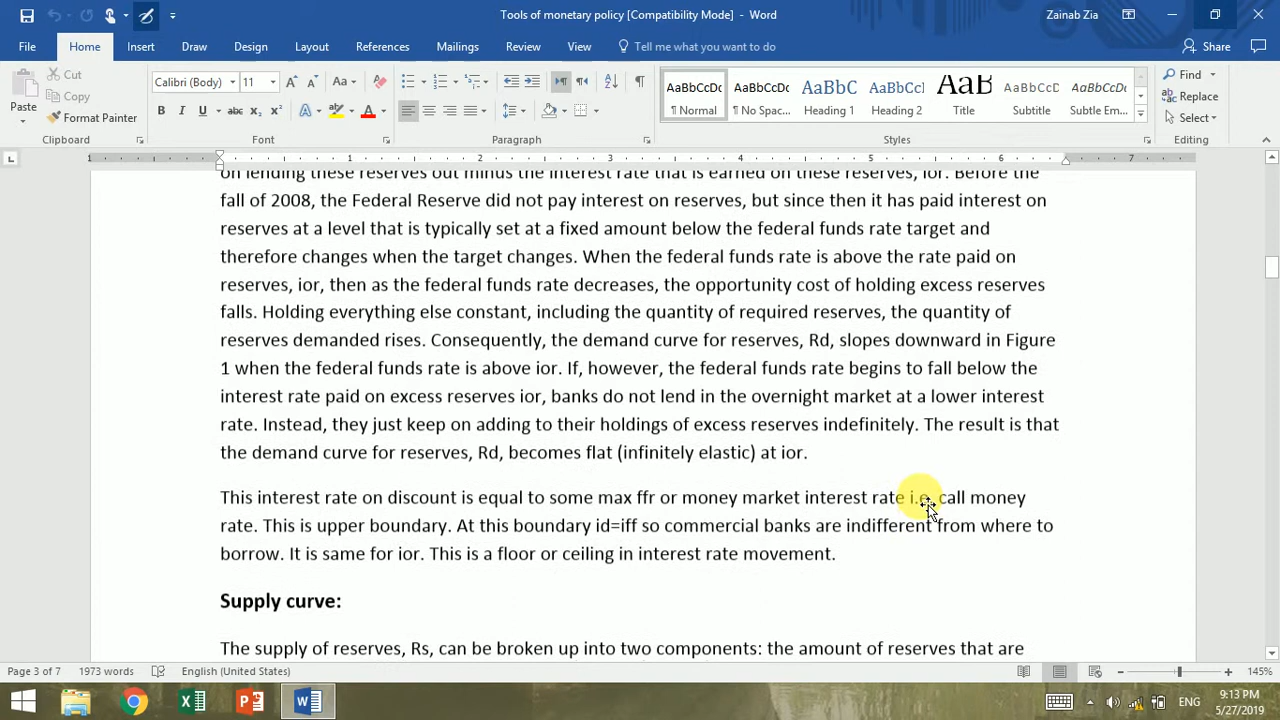 Tools of monetary policy [Compatibility Mode] - Word
Zainab Zia
File Home Insert Draw Design Layout References Mailings Review View Tell me what you want to do Share
Paste
Cut
Copy
Format Painter
Clipboard
Calibri (Body) 11
Font
Paragraph
AaBbCcDc AaBbCcDc AaBbC AaBbCcl AaB AaBbCcD AaBbCcDc
¶ Normal ¶ No Spac... Heading 1 Heading 2 Title Subtitle Subtle Em...
Styles
Find
Replace
Select
Editing
1 1 2 3 4 5 6 7
on lending these reserves out minus the interest rate that is earned on these reserves, ior. Before the
fall of 2008, the Federal Reserve did not pay interest on reserves, but since then it has paid interest on
reserves at a level that is typically set at a fixed amount below the federal funds rate target and
therefore changes when the target changes. When the federal funds rate is above the rate paid on
reserves, ior, then as the federal funds rate decreases, the opportunity cost of holding excess reserves
falls. Holding everything else constant, including the quantity of required reserves, the quantity of
reserves demanded rises. Consequently, the demand curve for reserves, Rd, slopes downward in Figure
1 when the federal funds rate is above ior. If, however, the federal funds rate begins to fall below the
interest rate paid on excess reserves ior, banks do not lend in the overnight market at a lower interest
rate. Instead, they just keep on adding to their holdings of excess reserves indefinitely. The result is that
the demand curve for reserves, Rd, becomes flat (infinitely elastic) at ior.
This interest rate on discount is equal to some max ffr or money market interest rate i.e. call money
rate. This is upper boundary. At this boundary id=iff so commercial banks are indifferent from where to
borrow. It is same for ior. This is a floor or ceiling in interest rate movement.
Supply curve:
The supply of reserves, Rs, can be broken up into two components: the amount of reserves that are
Page 3 of 7 1973 words English (United States) 145%
ENG
9:13 PM
5/27/2019